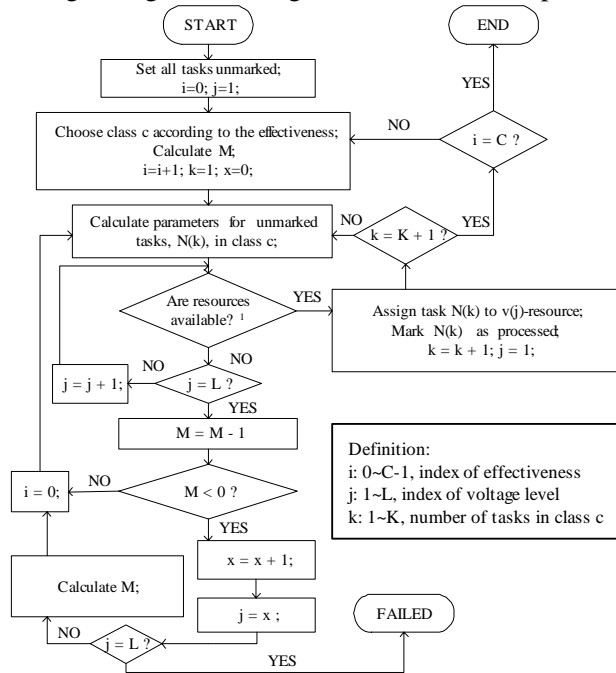 START
END
Set all tasks unmarked;
i=0; j=1;
YES
Choose class c according to the effectiveness;
Calculate M;
i=i+1; k=1; x=0;
NO
i = C ?
Calculate parameters for unmarked
tasks, N(k), in class c;
NO
k = K + 1 ?
YES
Are resources
available? ¹
YES
Assign task N(k) to v(j)-resource;
Mark N(k) as processed;
k = k + 1; j = 1;
NO
j = j + 1;
NO
j = L ?
YES
M = M - 1
Definition:
i: 0~C-1, index of effectiveness
j: 1~L, index of voltage level
k: 1~K, number of tasks in class c
i = 0;
NO
M < 0 ?
YES
x = x + 1;
Calculate M;
j = x ;
FAILED
NO
j = L ?
YES